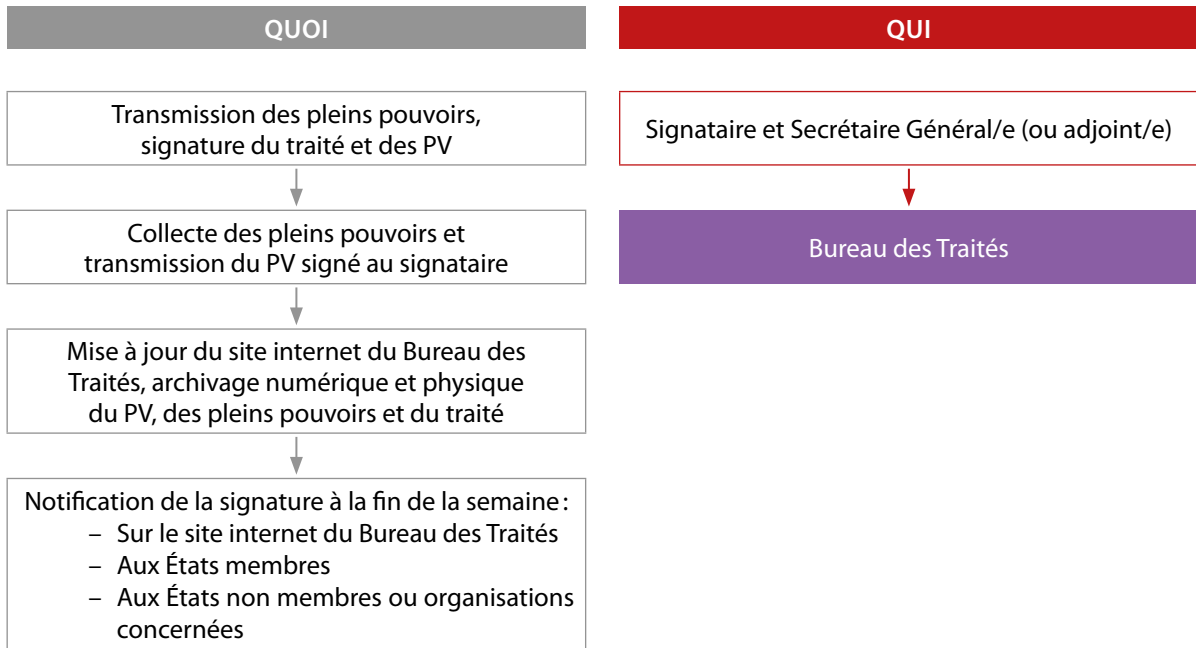 QUOI
QUI
Transmission des pleins pouvoirs,
signature du traité et des PV
Signataire et Secrétaire Général/e (ou adjoint/e)
Collecte des pleins pouvoirs et
transmission du PV signé au signataire
Bureau des Traités
Mise à jour du site internet du Bureau des
Traités, archivage numérique et physique
du PV, des pleins pouvoirs et du traité
Notification de la signature à la fin de la semaine :
– Sur le site internet du Bureau des Traités
– Aux États membres
– Aux États non membres ou organisations
concernées